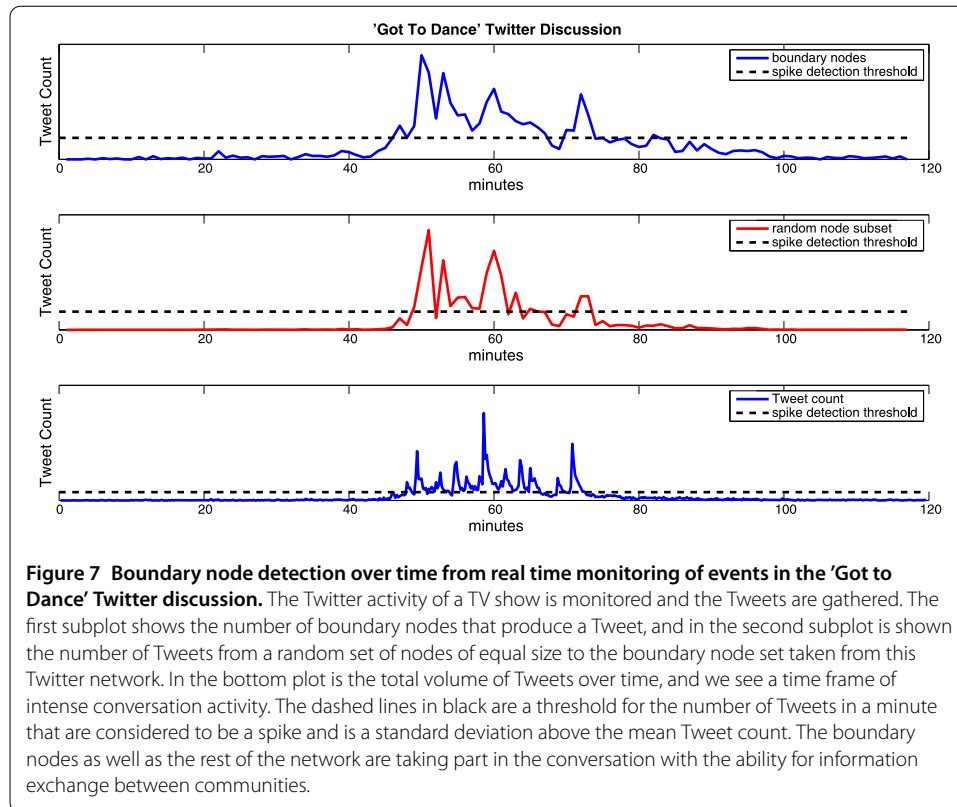 'Got To Dance' Twitter Discussion
Tweet Count
boundary nodes
spike detection threshold
0 20 40 60 80 100 120
minutes
Tweet Count
random node subset
spike detection threshold
0 20 40 60 80 100 120
minutes
Tweet Count
Tweet count
spike detection threshold
0 20 40 60 80 100 120
minutes
Figure 7 Boundary node detection over time from real time monitoring of events in the 'Got to
Dance' Twitter discussion. The Twitter activity of a TV show is monitored and the Tweets are gathered. The
first subplot shows the number of boundary nodes that produce a Tweet, and in the second subplot is shown
the number of Tweets from a random set of nodes of equal size to the boundary node set taken from this
Twitter network. In the bottom plot is the total volume of Tweets over time, and we see a time frame of
intense conversation activity. The dashed lines in black are a threshold for the number of Tweets in a minute
that are considered to be a spike and is a standard deviation above the mean Tweet count. The boundary
nodes as well as the rest of the network are taking part in the conversation with the ability for information
exchange between communities.